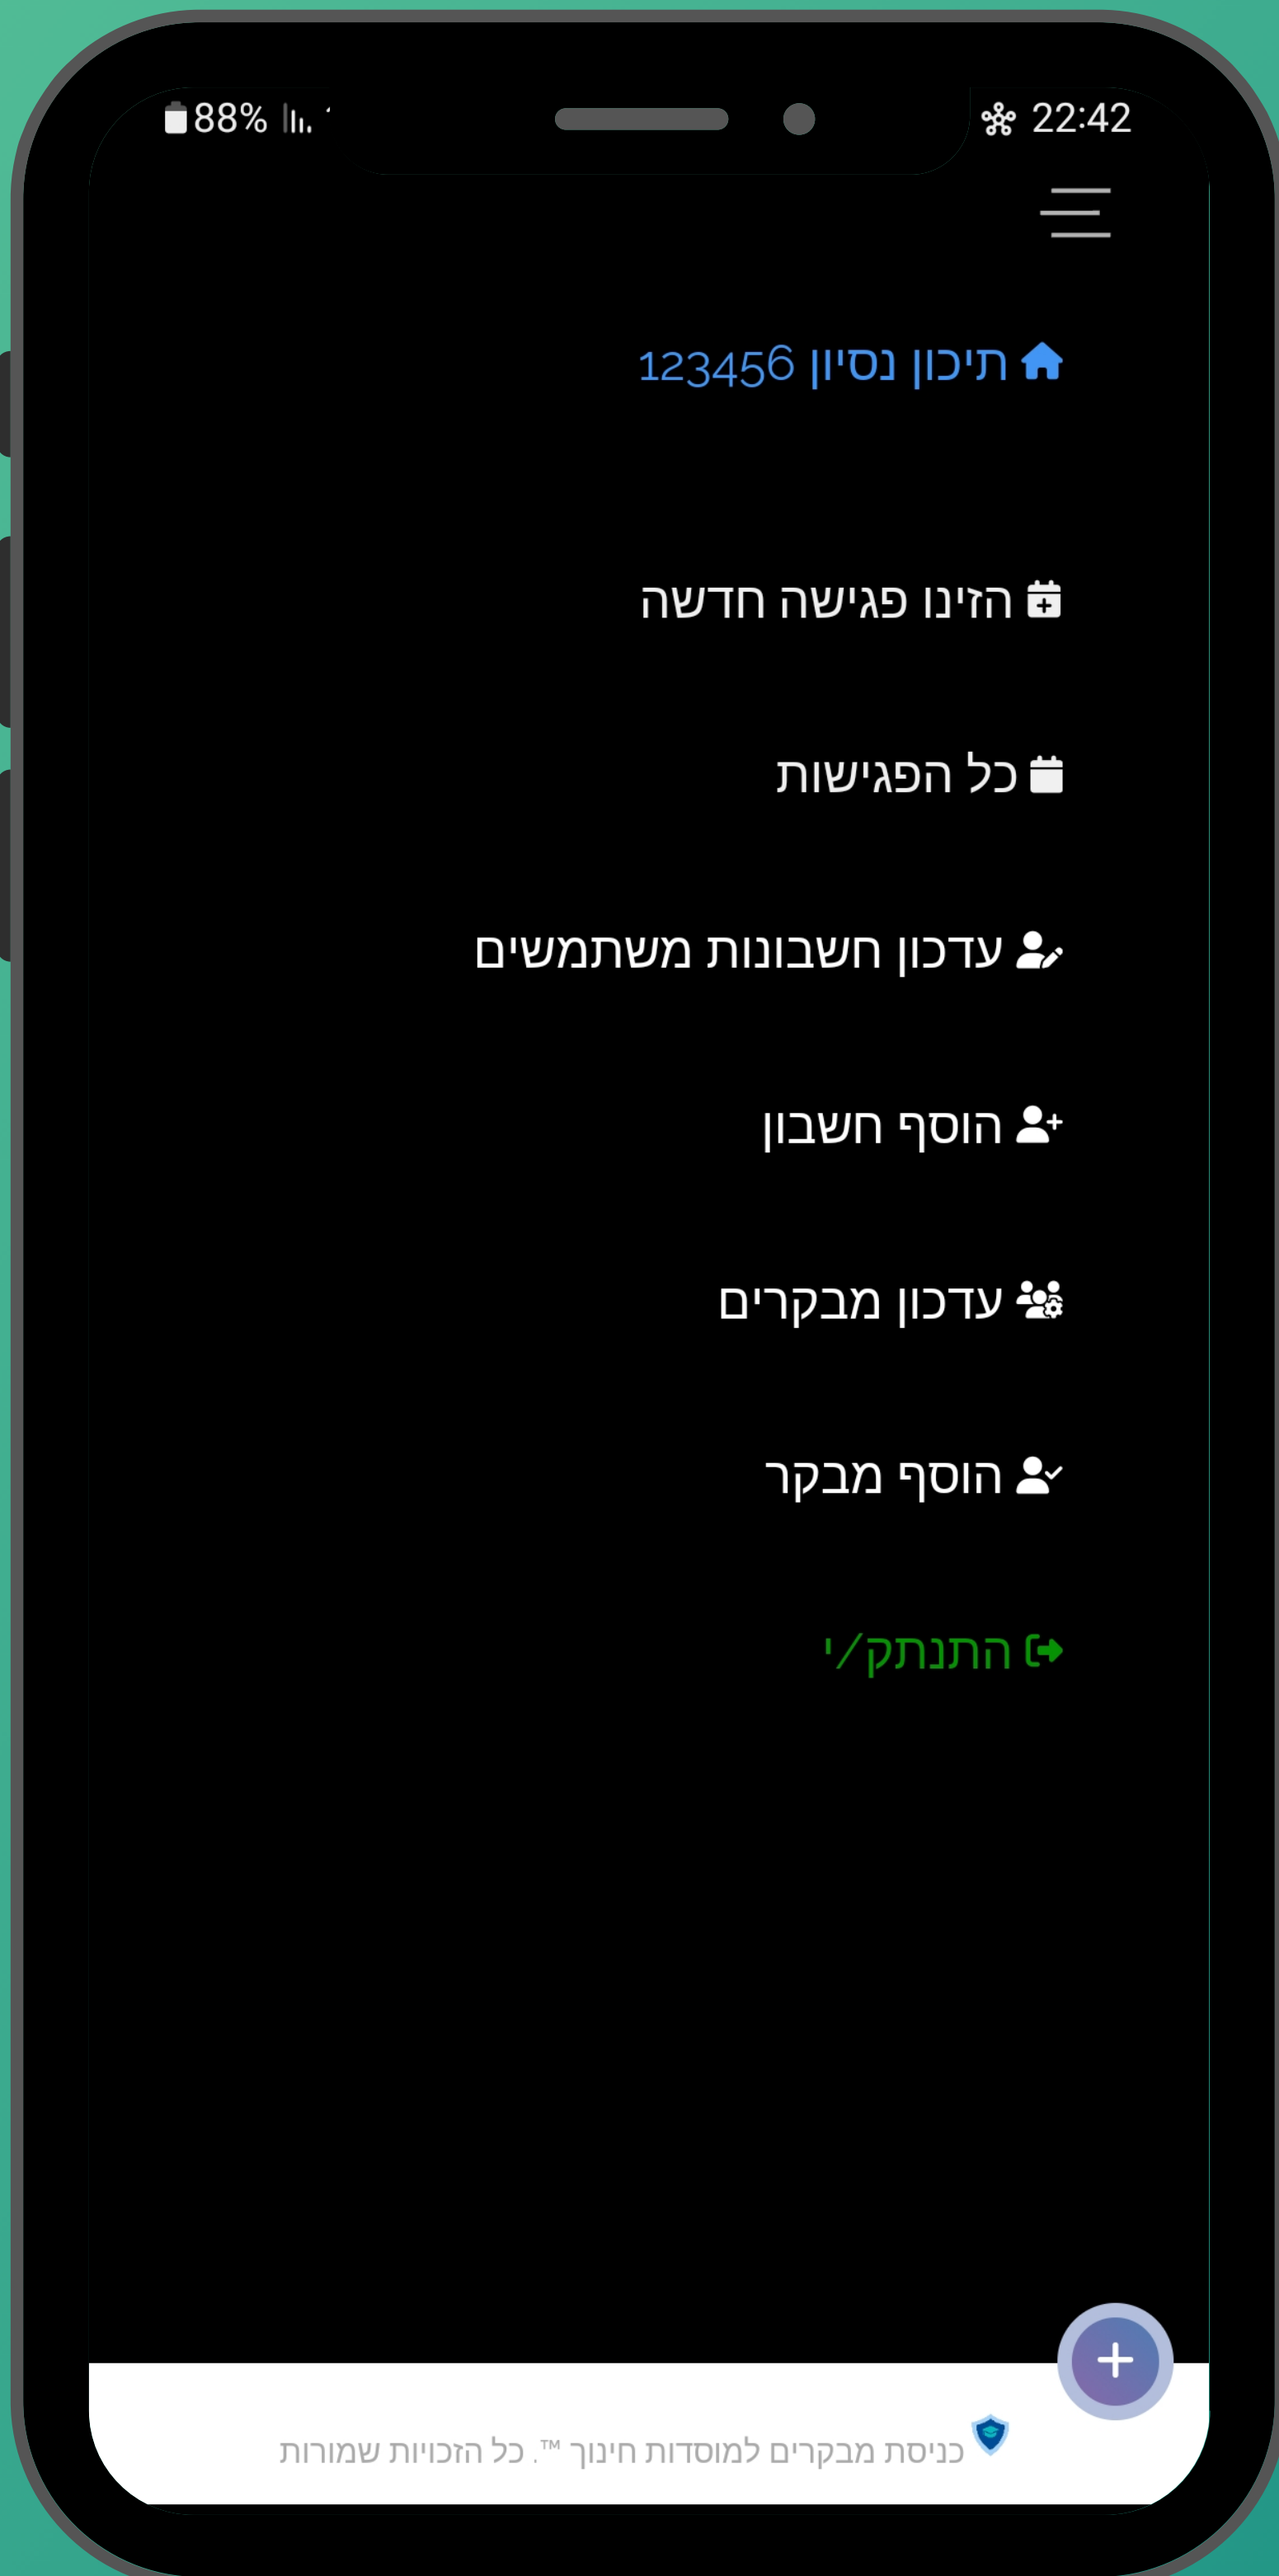 88%
22:42
תיכון נסיון 123456
הזינו פגישה חדשה
כל הפגישות
עדכון חשבונות משתמשים
הוסף חשבון
עדכון מבקרים
הוסף מבקר
התנתק/י
כניסת מבקרים למוסדות חינוך ™. כל הזכויות שמורות